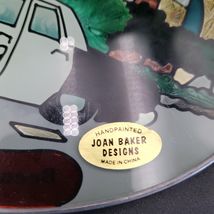 HANDPAINTED
JOAN BAKER
DESIGNS
MADE IN CHINA